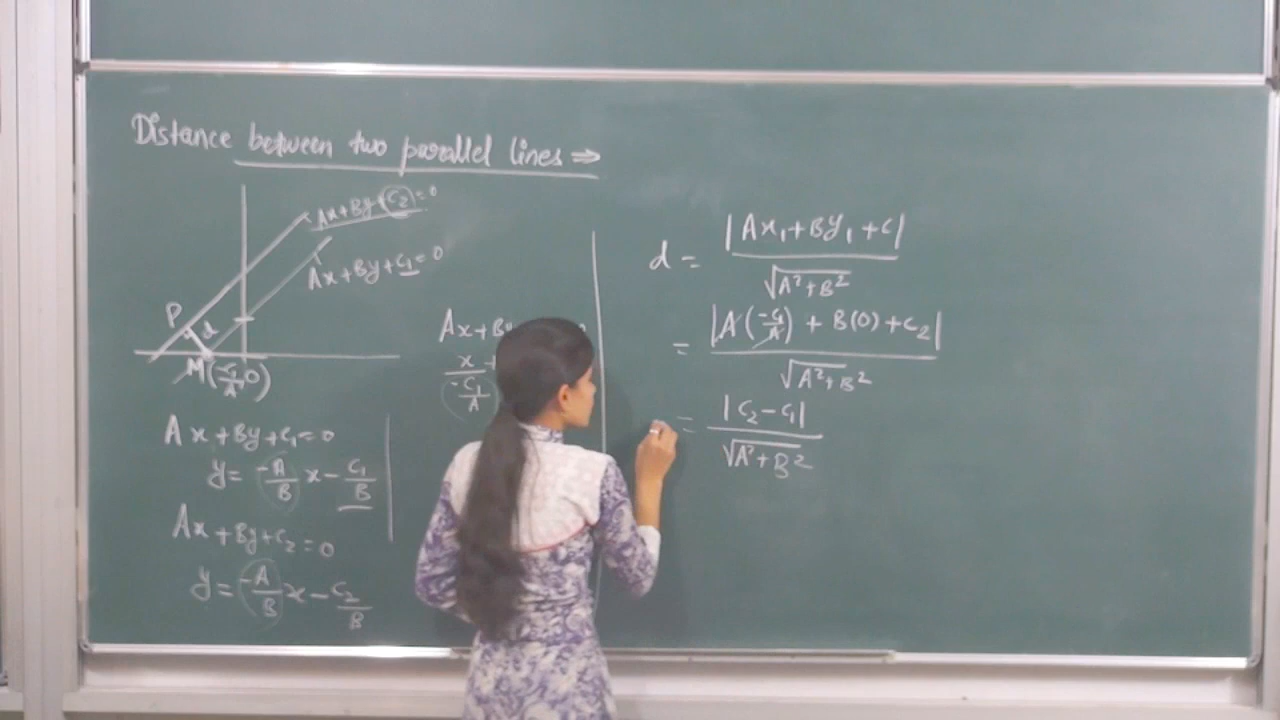 Distance between two parallel lines ⇒
Ax+By+C₂=0
Ax+By+C₁=0
P
d
M(-C₁/A, 0)
Ax+By+C₁=0
y = -A/B x - C₁/B
Ax+By+C₂=0
y = -A/B x - C₂/B
Ax+By
x
-C₁/A
d = |Ax₁+By₁+C| / √A²+B²
= |A(-C₁/A) + B(0) + C₂| / √A²+B²
= |C₂-C₁| / √A²+B²